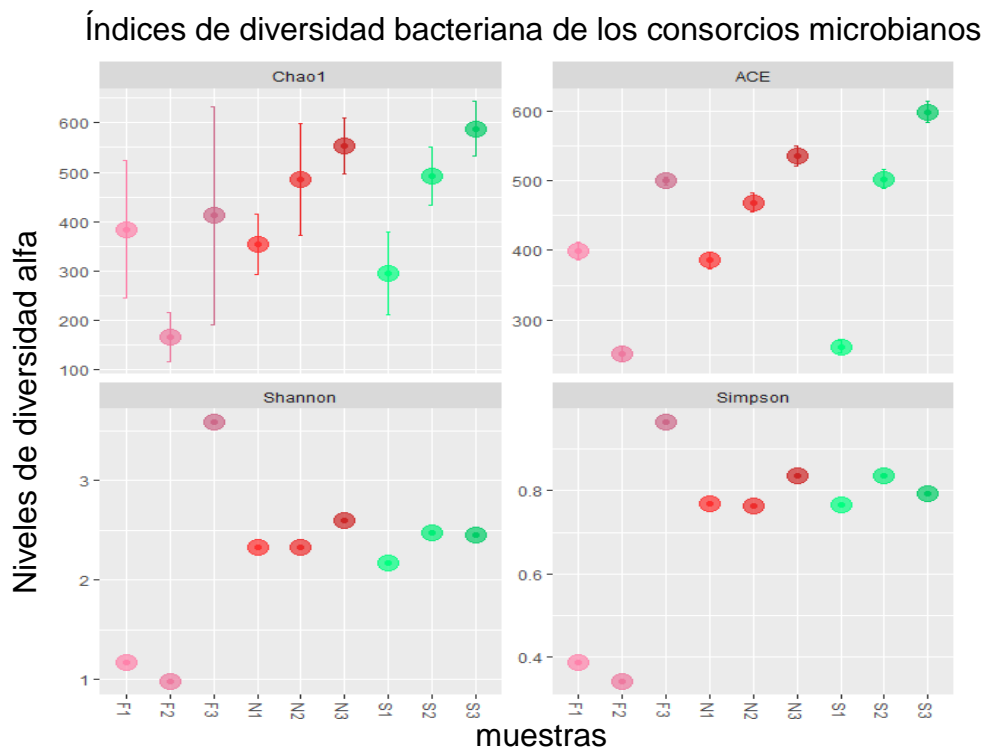 Índices de diversidad bacteriana de los consorcios microbianos
Niveles de diversidad alfa
Chao1
600
500
400
300
200
100
ACE
600
500
400
300
Shannon
3
2
1
F1 F2 F3 N1 N2 N3 S1 S2 S3
Simpson
0.8
0.6
0.4
F1 F2 F3 N1 N2 N3 S1 S2 S3
muestras